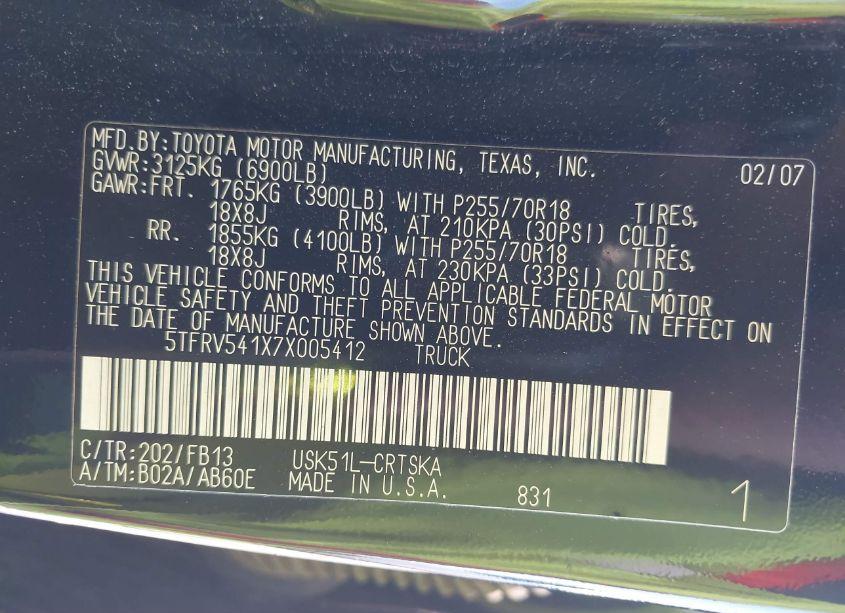 MFD.BY:TOYOTA MOTOR MANUFACTURING, TEXAS, INC. 02/07
GVWR:3125KG (6900LB)
GAWR:FRT. 1765KG (3900LB) WITH P255/70R18 TIRES,
18X8J RIMS, AT 210KPA (30PSI) COLD.
RR. 1855KG (4100LB) WITH P255/70R18 TIRES,
18X8J RIMS, AT 230KPA (33PSI) COLD.
THIS VEHICLE CONFORMS TO ALL APPLICABLE FEDERAL MOTOR
VEHICLE SAFETY AND THEFT PREVENTION STANDARDS IN EFFECT ON
THE DATE OF MANUFACTURE SHOWN ABOVE.
5TFRV541X7X005412 TRUCK
C/TR:202/FB13 USK51L-CRTSKA
A/TM:B02A/AB60E MADE IN U.S.A. 831 1